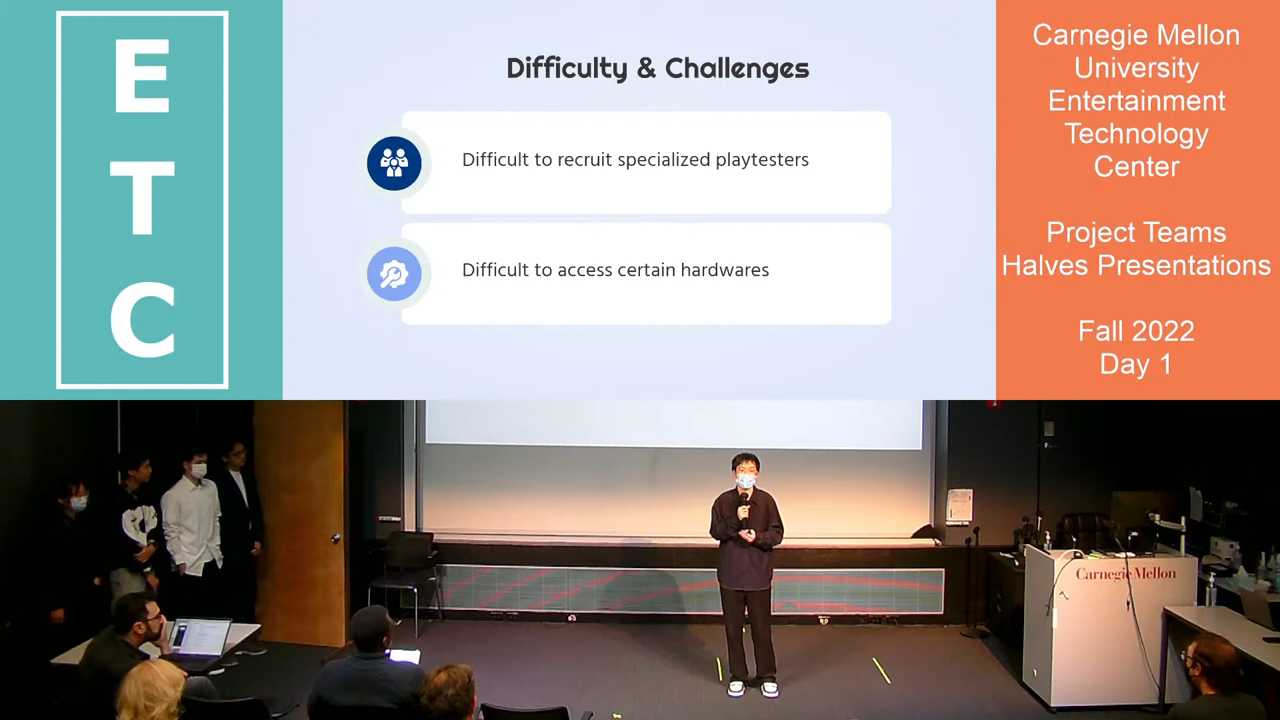 E
T
C
Difficulty & Challenges
Difficult to recruit specialized playtesters
Difficult to access certain hardwares
Carnegie Mellon
University
Entertainment
Technology
Center
Project Teams
Halves Presentations
Fall 2022
Day 1
Carnegie Mellon